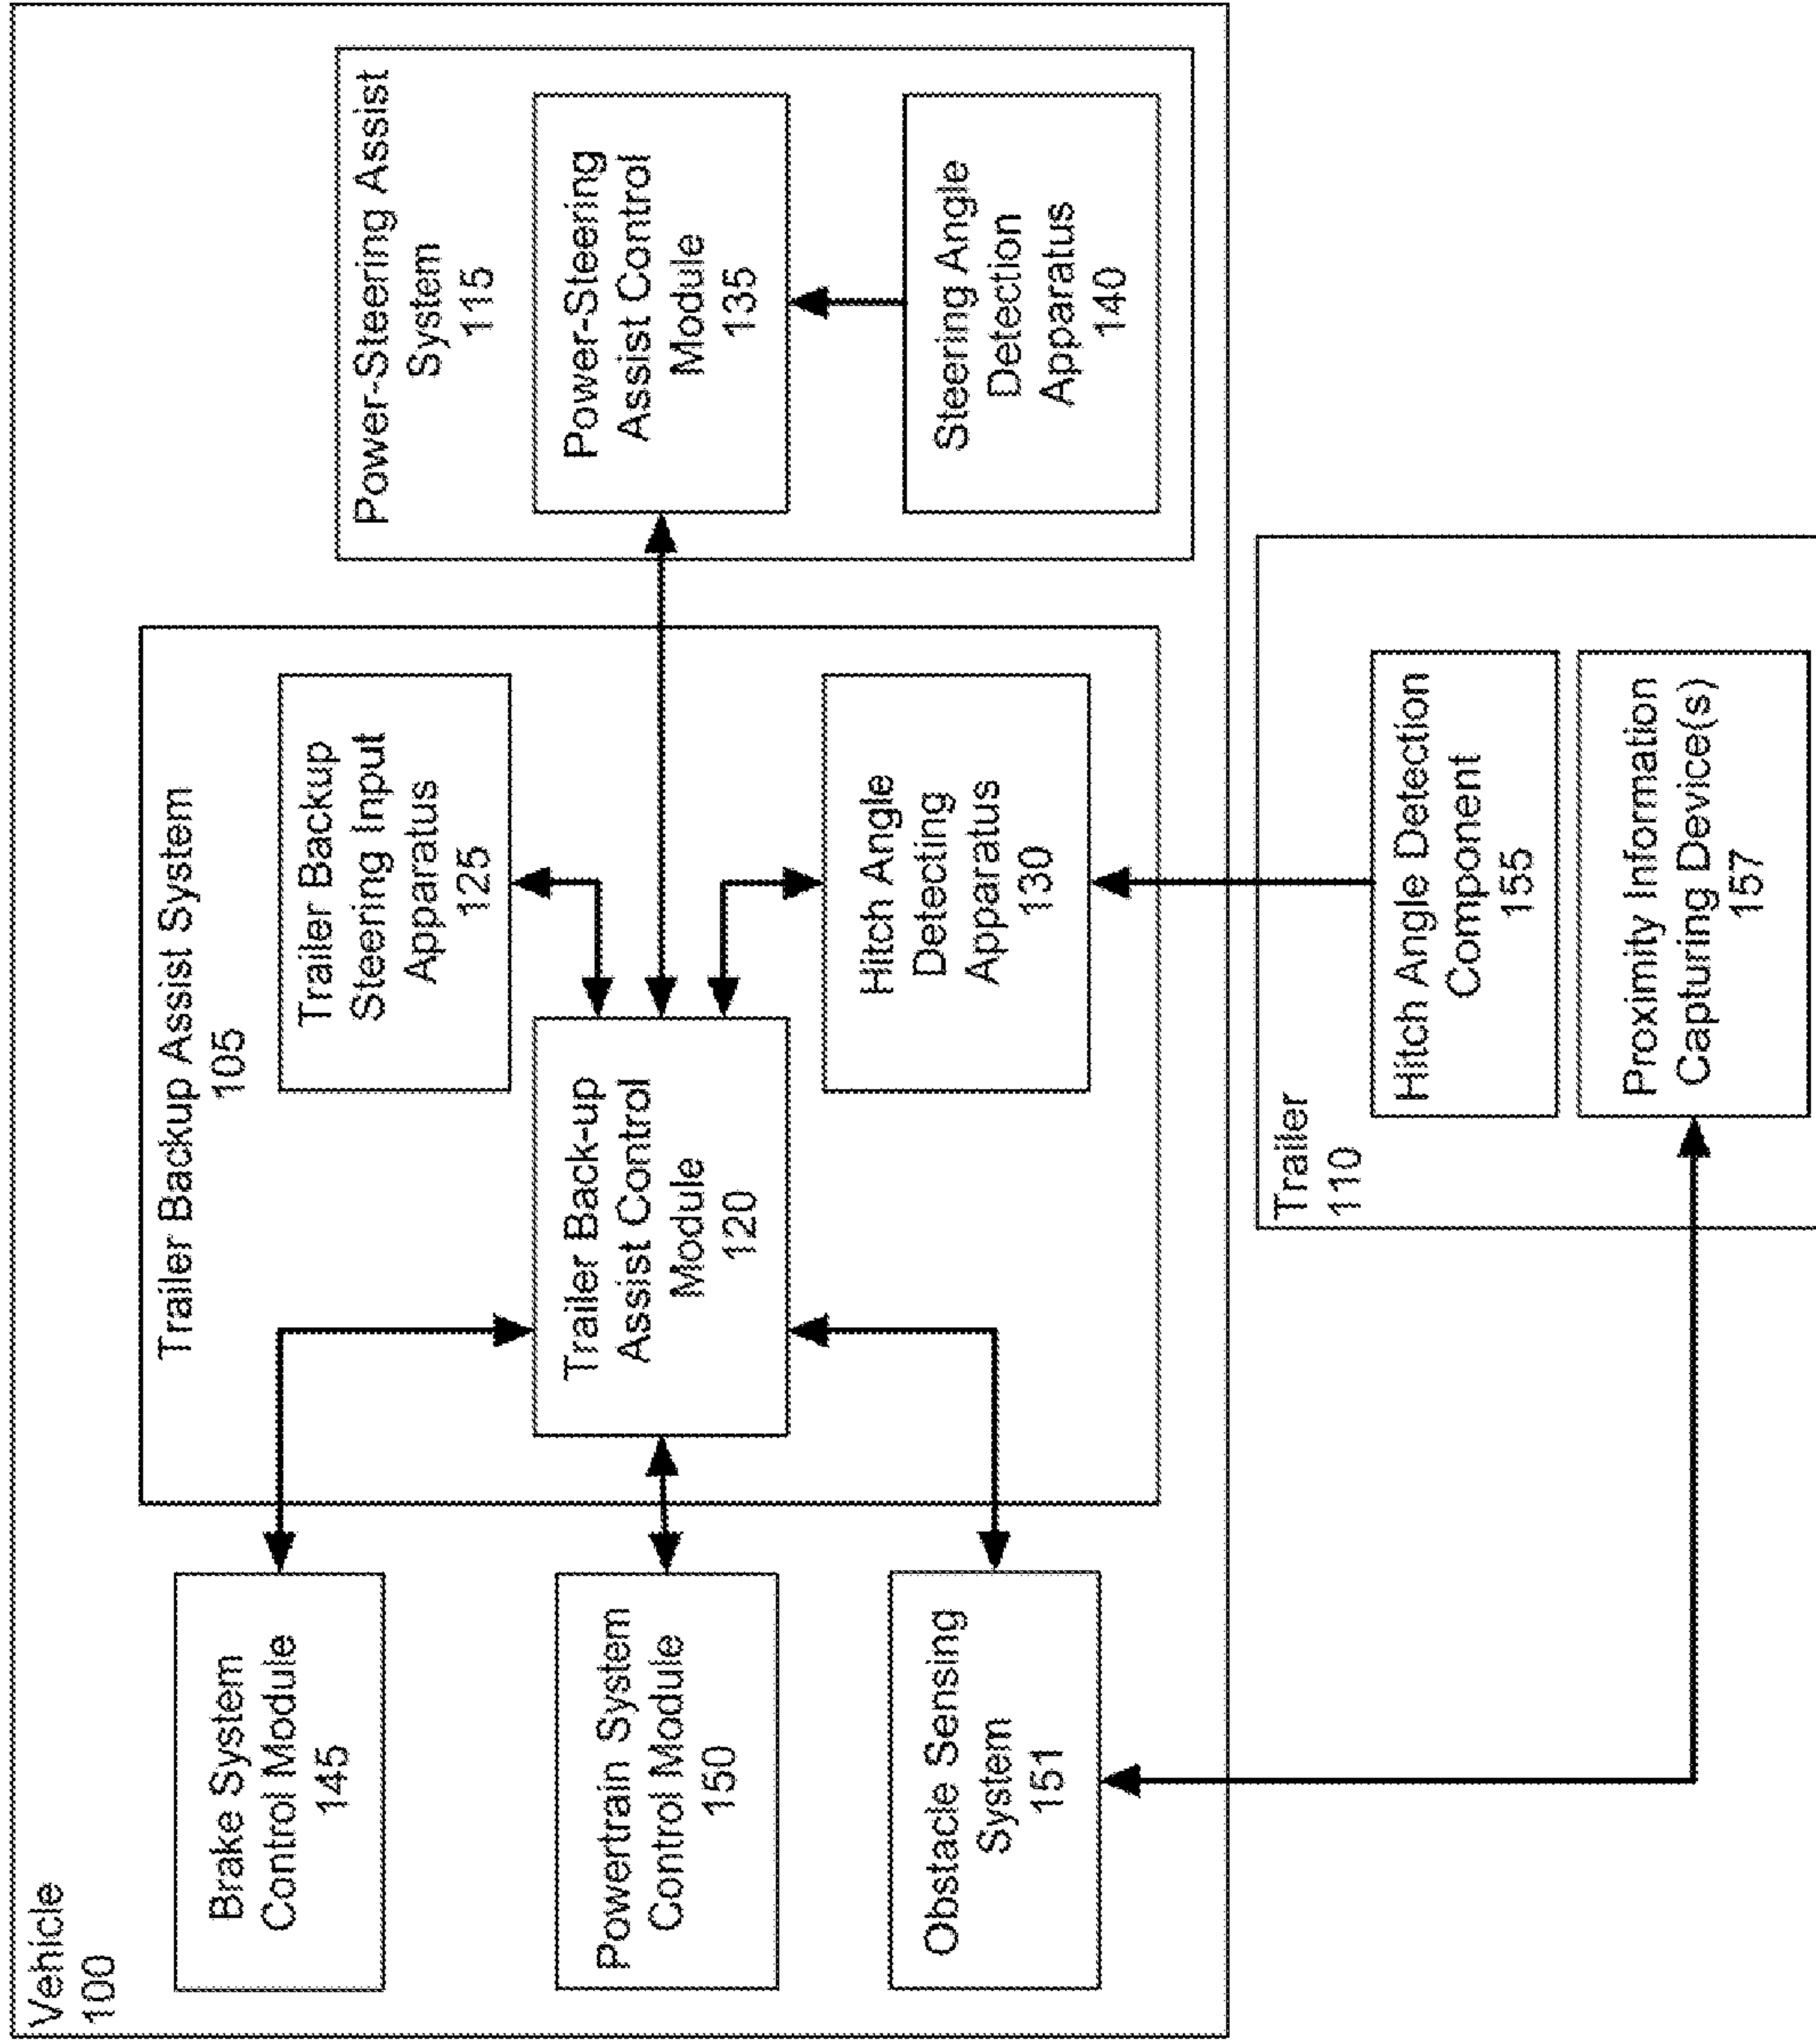 Vehicle
100
Brake System
Control Module
145
Powertrain System
Control Module
150
Obstacle Sensing
System
151
Trailer Backup Assist System
105
Trailer Back-up
Assist Control
Module
120
Trailer Backup
Steering Input
Apparatus
125
Hitch Angle
Detecting
Apparatus
130
Power-Steering Assist
System
115
Power-Steering
Assist Control
Module
135
Steering Angle
Detection
Apparatus
140
Trailer
110
Hitch Angle Detection
Component
155
Proximity Information
Capturing Device(s)
157